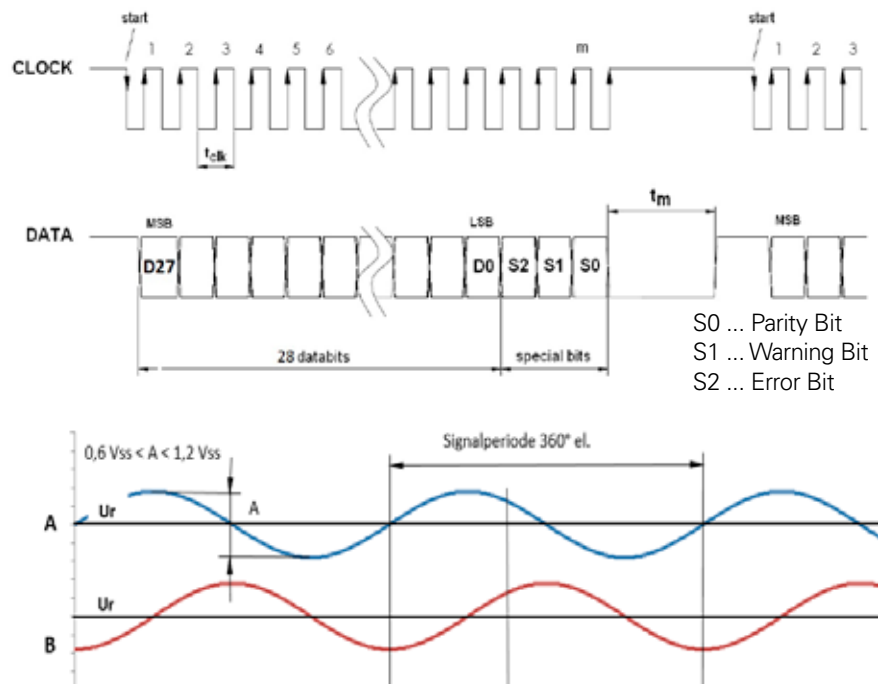 start start
1 2 3 4 5 6 m 1 2 3
CLOCK
tclk
tm
MSB LSB MSB
DATA
D27 D0 S2 S1 S0
S0 ... Parity Bit
28 databits special bits
S1 ... Warning Bit
S2 ... Error Bit
Signalperiode 360° el.
0,6 Vss < A < 1,2 Vss
Ur A
A
Ur
B